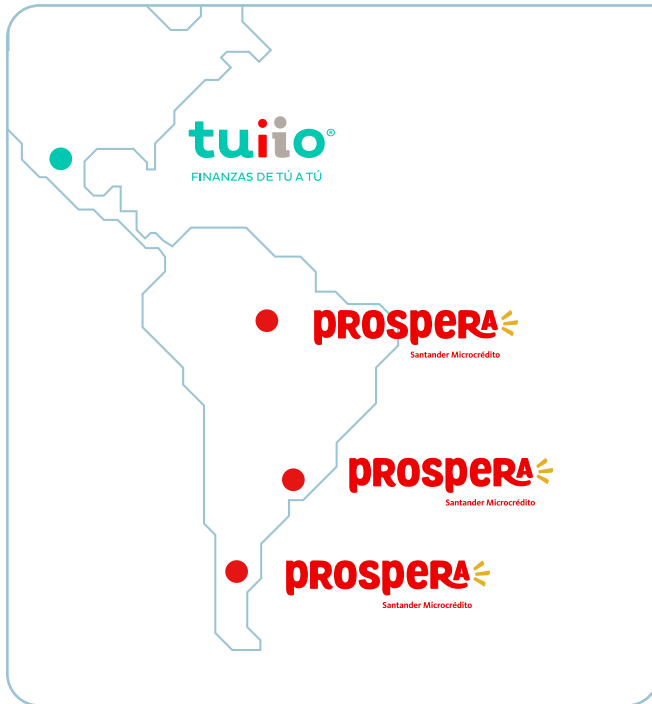 tuiio®
FINANZAS DE TÚ A TÚ
PROSPERA
Santander Microcrédito
PROSPERA
Santander Microcrédito
PROSPERA
Santander Microcrédito